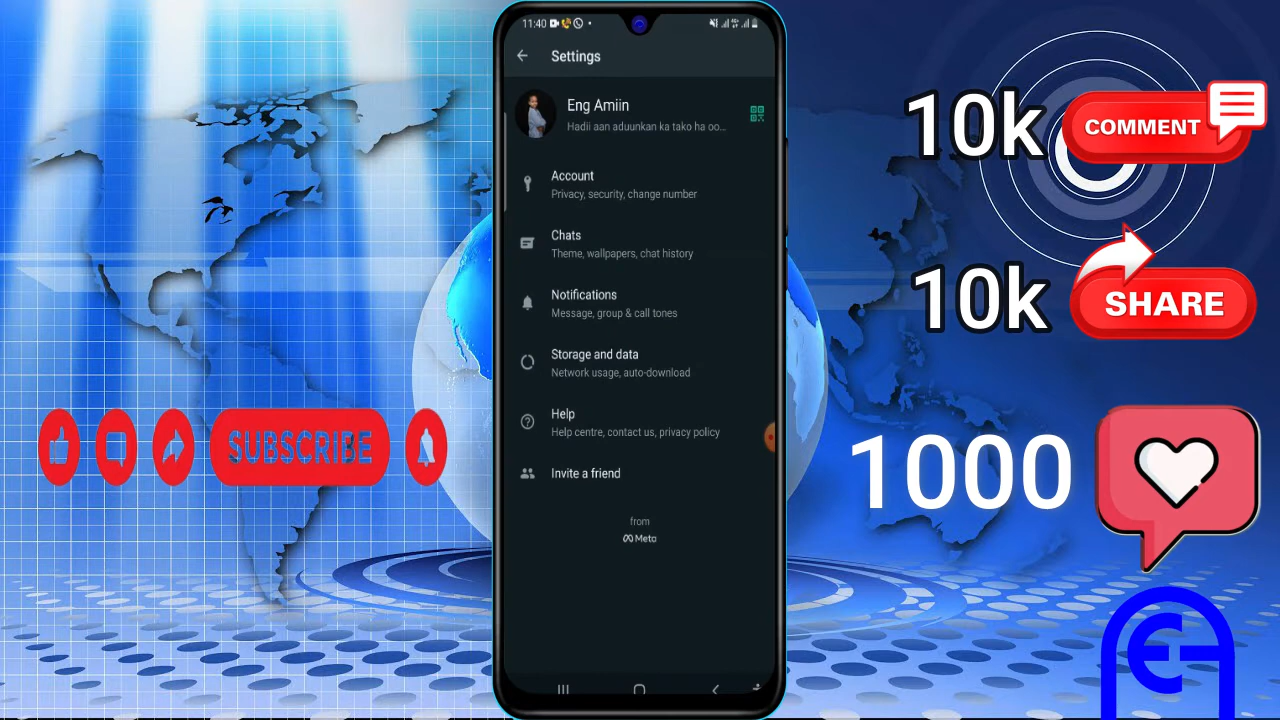 11:40
Settings
Eng Amiin
Hadii aan aduunkan ka tako ha oo...
Account
Privacy, security, change number
Chats
Theme, wallpapers, chat history
Notifications
Message, group & call tones
Storage and data
Network usage, auto-download
Help
Help centre, contact us, privacy policy
Invite a friend
from
Meta
SUBSCRIBE
10k COMMENT
10k SHARE
1000